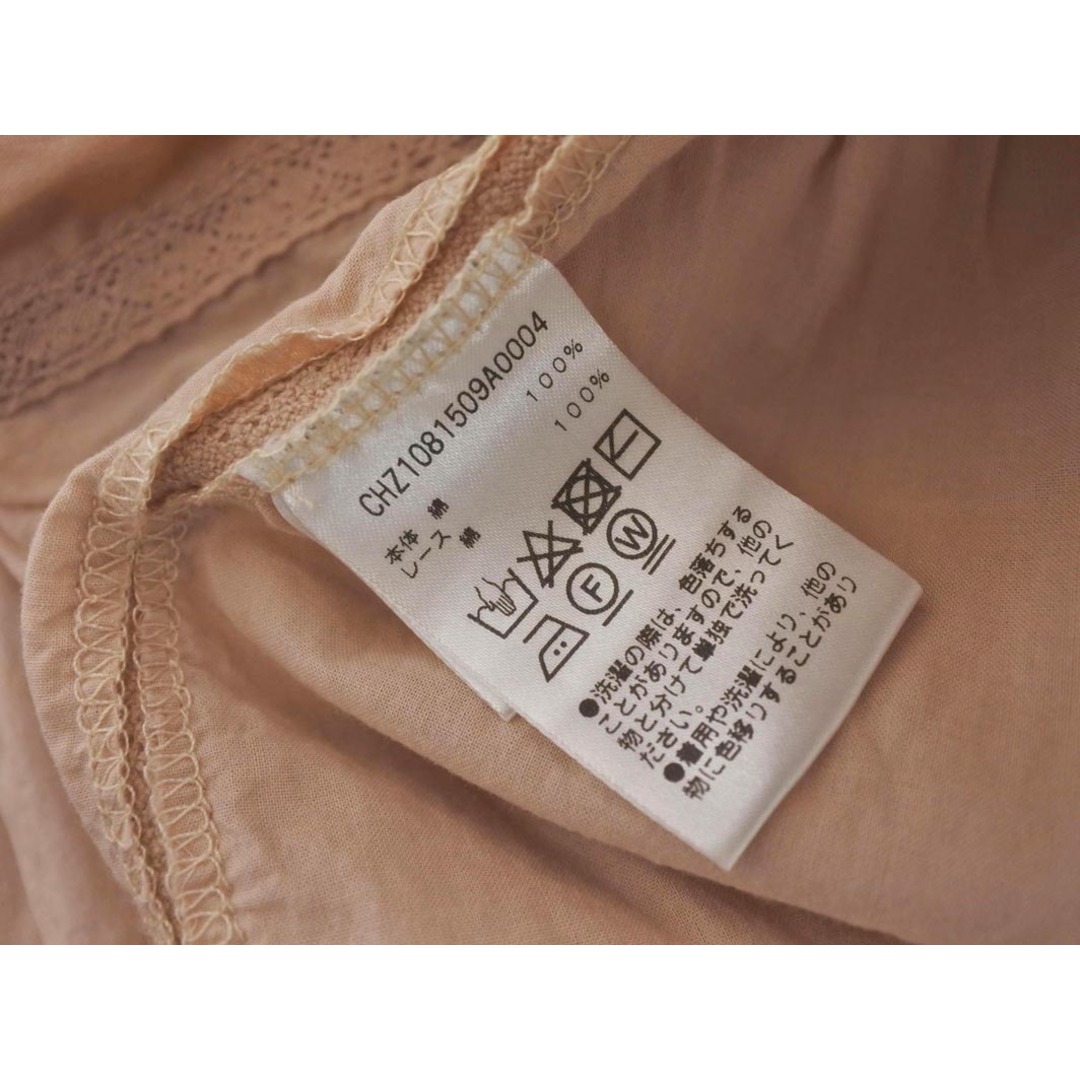 CHZ1081509A0004
本体 綿 100%
レース 綿 100%
F W
●洗濯の際は、色落ちする
ことがありますので、他の
物と分けて単独で洗って
ださい。
●着用や洗濯により、他の
物に色移りすることがあり